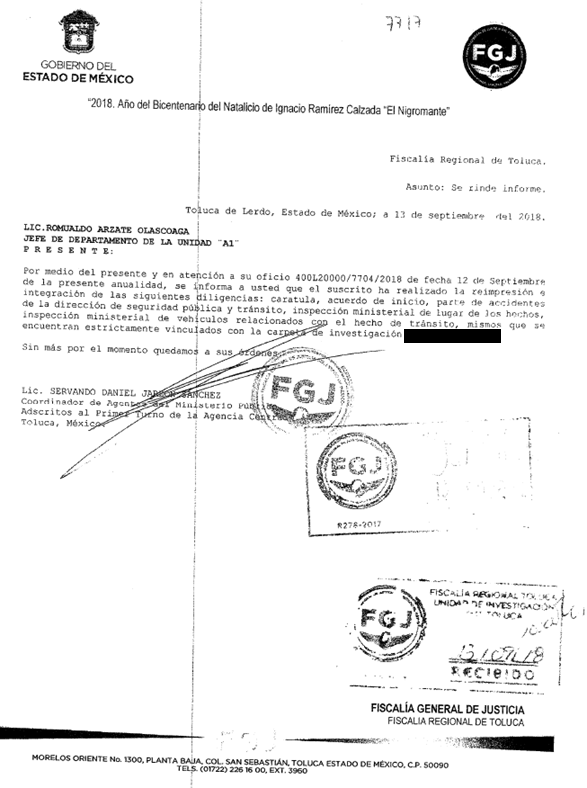 7717
GOBIERNO DEL
ESTADO DE MÉXICO
FGJ
"2018. Año del Bicentenario del Natalicio de Ignacio Ramírez Calzada "El Nigromante"
Fiscalía Regional de Toluca.
Asunto: Se rinde informe.
Toluca de Lerdo, Estado de México; a 13 de septiembre del 2018.
LIC.ROMUALDO ARZATE OLASCOAGA
JEFE DE DEPARTAMENTO DE LA UNIDAD "A1"
P R E S E N T E:
Por medio del presente y en atención a su oficio 400L20000/7704/2018 de fecha 12 de Septiembre
de la presente anualidad, se informa a usted que el suscrito ha realizado la reimpresión e
integración de las siguientes diligencias: caratula, acuerdo de inicio, parte de accidentes
de la dirección de seguridad pública y tránsito, inspección ministerial de lugar de los hechos,
inspección ministerial de vehículos relacionados con el hecho de tránsito, mismos que se
encuentran estrictamente vinculados con la carpeta de investigación
Sin más por el momento quedamos a sus órdenes.
Lic. SERVANDO DANIEL SÁNCHEZ
Coordinador de Agentes del Ministerio Público
Adscritos al Primer Turno de la Agencia
Toluca, México.
FGJ
FGJ
R278-2017
FGJ
FISCALÍA REGIONAL TOLUCA
UNIDAD DE INVESTIGACIÓN
TOLUCA
RECIBIDO
FISCALÍA GENERAL DE JUSTICIA
FISCALIA REGIONAL DE TOLUCA
FGJ
MORELOS ORIENTE No. 1300, PLANTA BAJA, COL. SAN SEBASTIÁN, TOLUCA ESTADO DE MÉXICO, C.P. 50090
TELS. (01722) 226 16 00, EXT. 3960